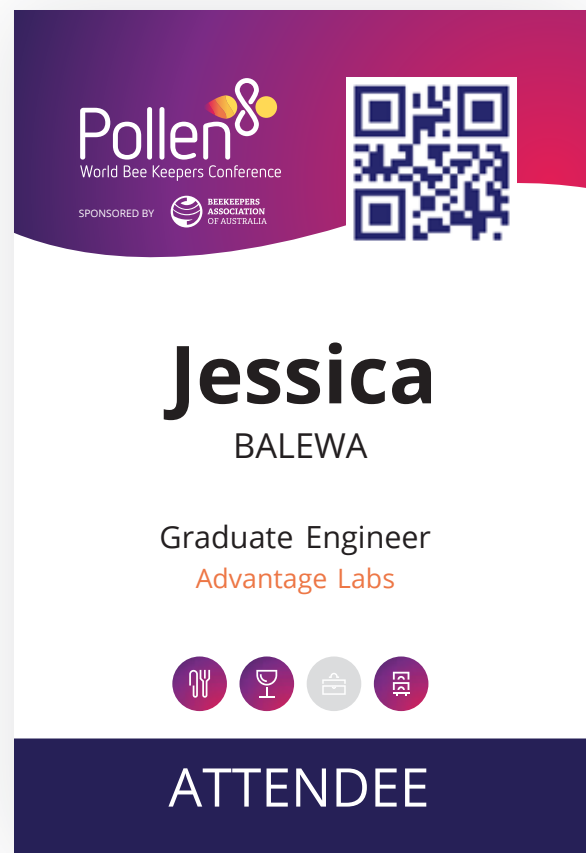 Pollen
World Bee Keepers Conference
SPONSORED BY
BEEKEEPERS
ASSOCIATION
OF AUSTRALIA
Jessica
BALEWA
Graduate Engineer
Advantage Labs
ATTENDEE